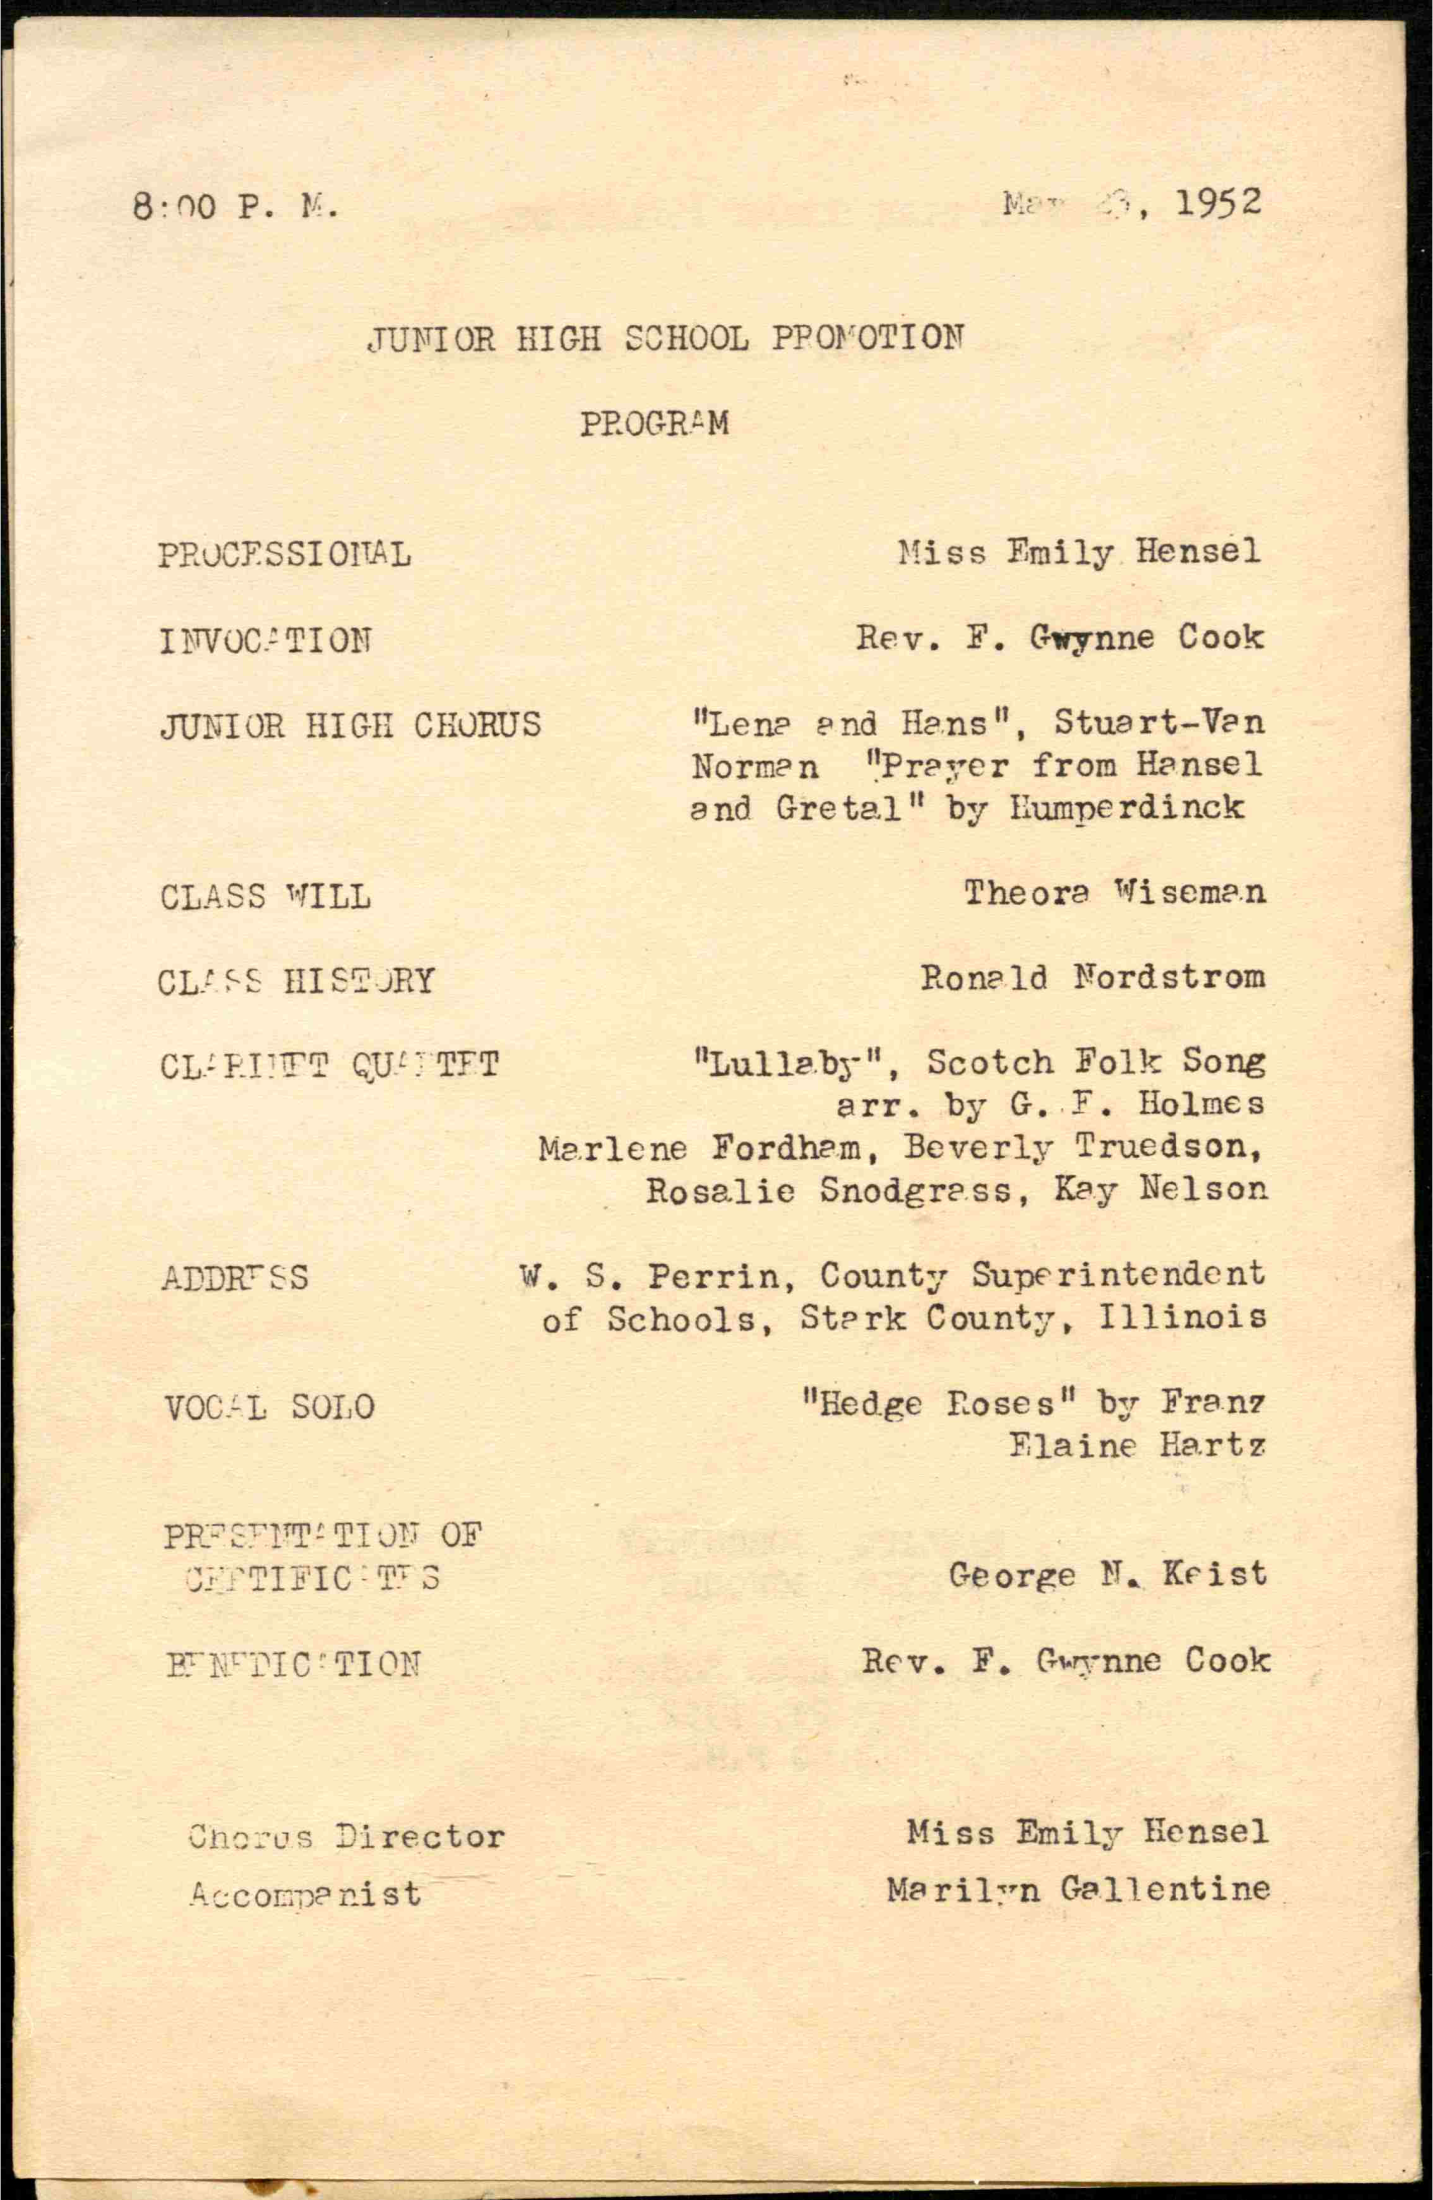 8:00 P. M. May 23, 1952
JUNIOR HIGH SCHOOL PROMOTION
PROGRAM
PROCESSIONAL Miss Emily Hensel
INVOCATION Rev. F. Gwynne Cook
JUNIOR HIGH CHORUS "Lena and Hans", Stuart-Van
Norman "Prayer from Hansel
and Gretal" by Humperdinck
CLASS WILL Theora Wiseman
CLASS HISTORY Ronald Nordstrom
CLARINET QUARTET "Lullaby", Scotch Folk Song
arr. by G. F. Holmes
Marlene Fordham, Beverly Truedson,
Rosalie Snodgrass, Kay Nelson
ADDRESS W. S. Perrin, County Superintendent
of Schools, Stark County, Illinois
VOCAL SOLO "Hedge Roses" by Franz
Elaine Hartz
PRESENTATION OF
CERTIFICATES George N. Keist
BENEDICATION Rev. F. Gwynne Cook
Chorus Director Miss Emily Hensel
Accompanist Marilyn Gallentine